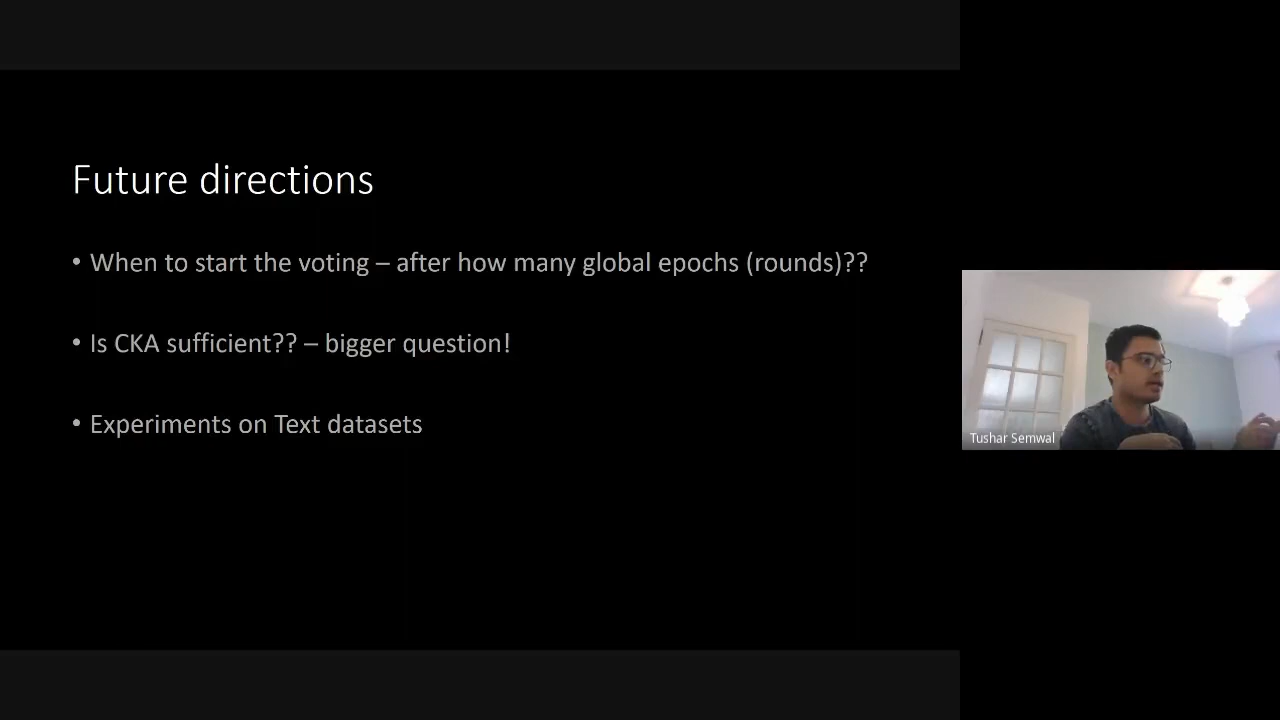 Future directions
• When to start the voting – after how many global epochs (rounds)??
• Is CKA sufficient?? – bigger question!
• Experiments on Text datasets
Tushar Semwal